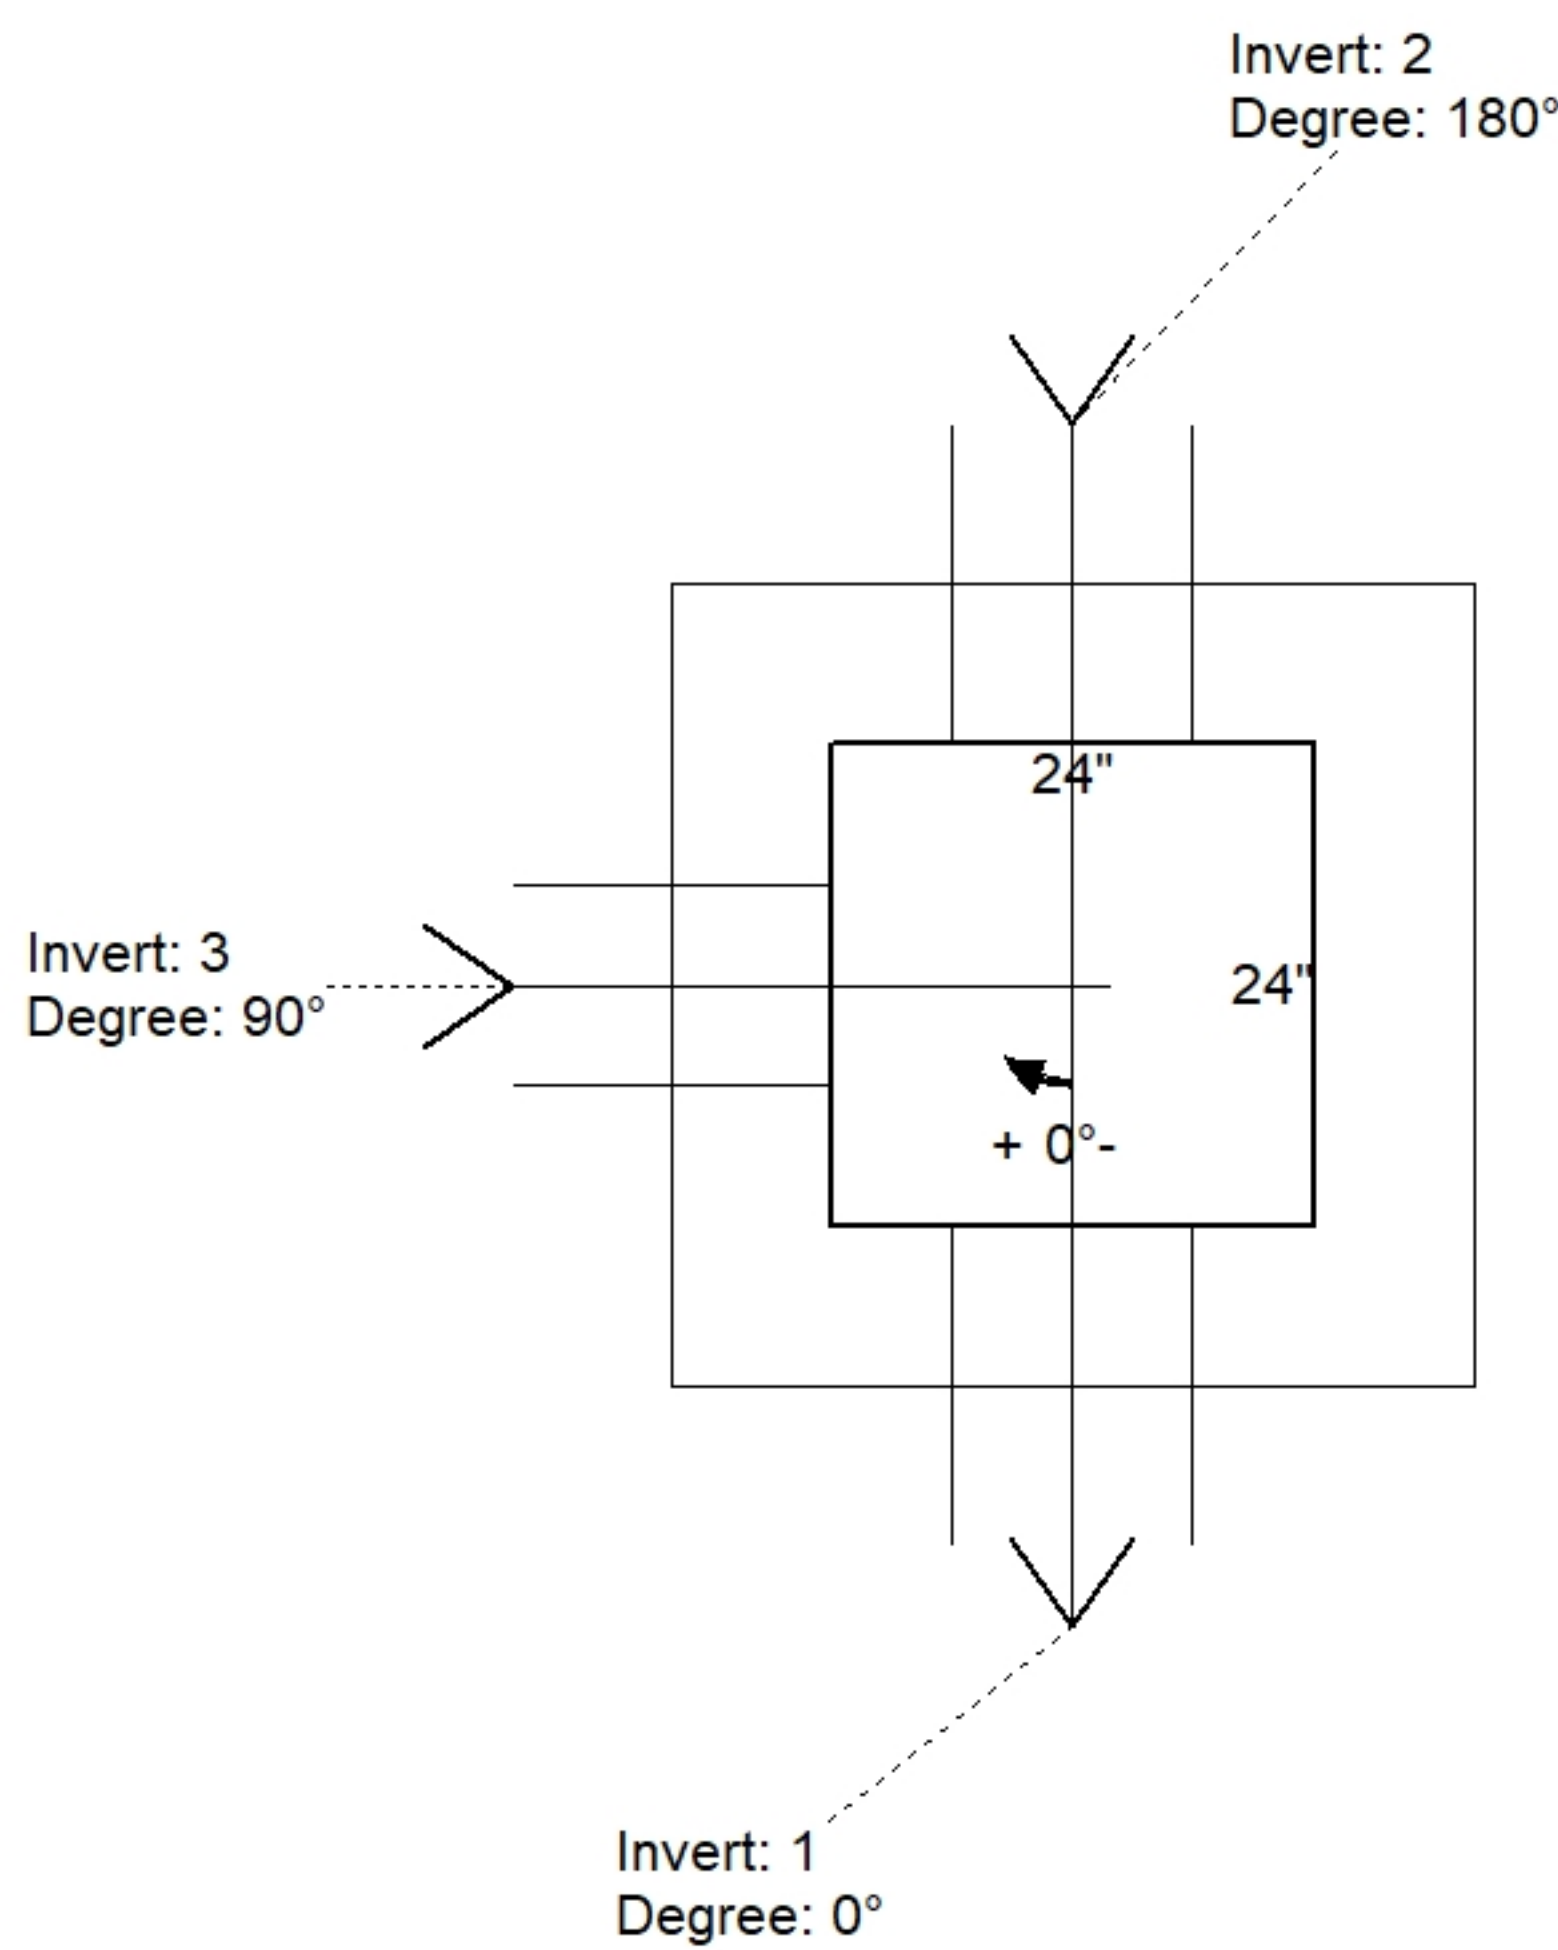 Invert: 2
Degree: 180°
24"
Invert: 3
Degree: 90°
24"
+ 0°-
Invert: 1
Degree: 0°